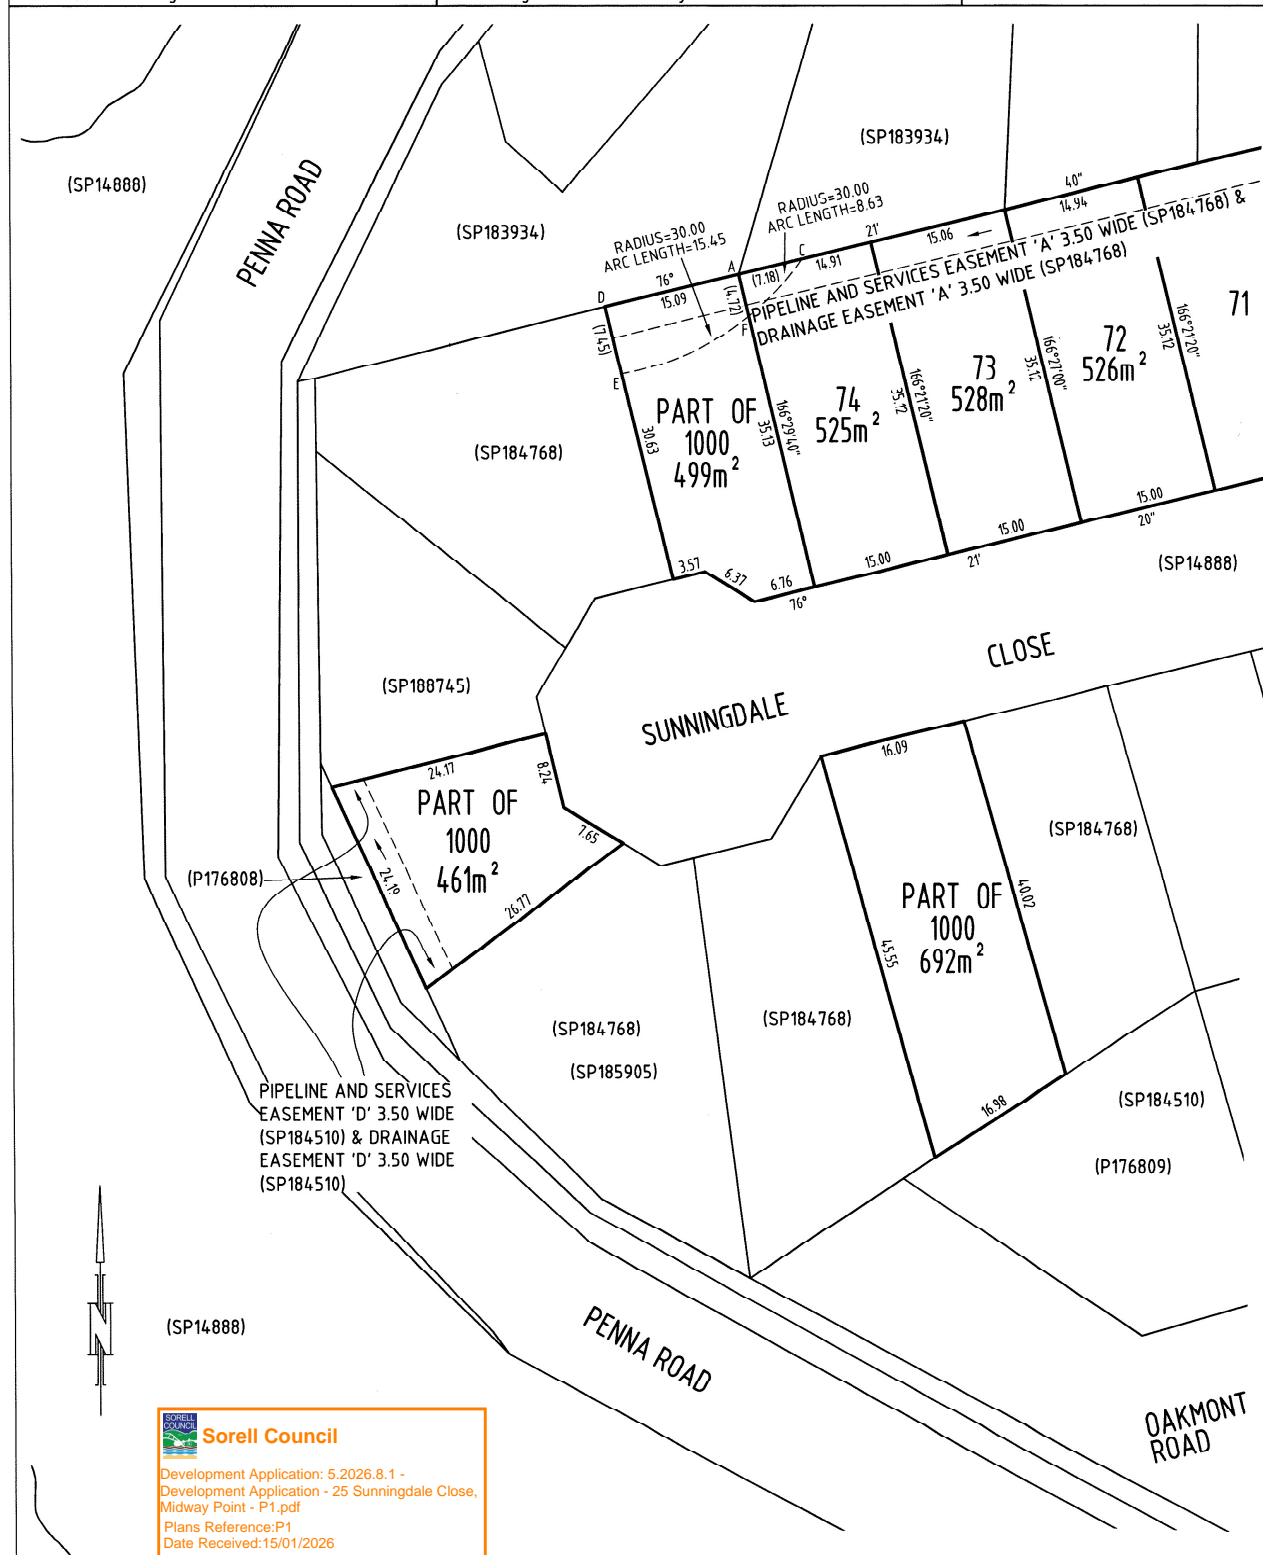 (SP14888)
PENNA ROAD
(SP183934)
(SP183934)
RADIUS=30.00
ARC LENGTH=15.45
RADIUS=30.00
ARC LENGTH=8.63
D
76°
15.09
A
(7.18)
C
14.91
21'
15.06
40"
14.94
(7.45)
(4.72)
E
F
PIPELINE AND SERVICES EASEMENT 'A' 3.50 WIDE (SP184768) &
DRAINAGE EASEMENT 'A' 3.50 WIDE (SP184768)
(SP184768)
30.63
PART OF
1000
499m²
166°29'40"
35.13
74
525m²
166°21'20"
35.12
73
528m²
166°27'00"
35.12
72
526m²
166°21'20"
35.12
71
3.57
6.37
6.76
76°
15.00
21'
15.00
15.00
20"
(SP14888)
SUNNINGDALE
CLOSE
(SP188745)
24.17
8.24
7.65
26.77
24.19
PART OF
1000
461m²
(P176808)
16.09
PART OF
1000
692m²
40.02
45.55
16.98
(SP184768)
(SP184768)
(SP184768)
(SP185905)
(SP184510)
(P176809)
PIPELINE AND SERVICES
EASEMENT 'D' 3.50 WIDE
(SP184510) & DRAINAGE
EASEMENT 'D' 3.50 WIDE
(SP184510)
N
(SP14888)
PENNA ROAD
OAKMONT
ROAD
SORELL
COUNCIL
Sorell Council
Development Application: 5.2026.8.1 -
Development Application - 25 Sunningdale Close,
Midway Point - P1.pdf
Plans Reference:P1
Date Received:15/01/2026